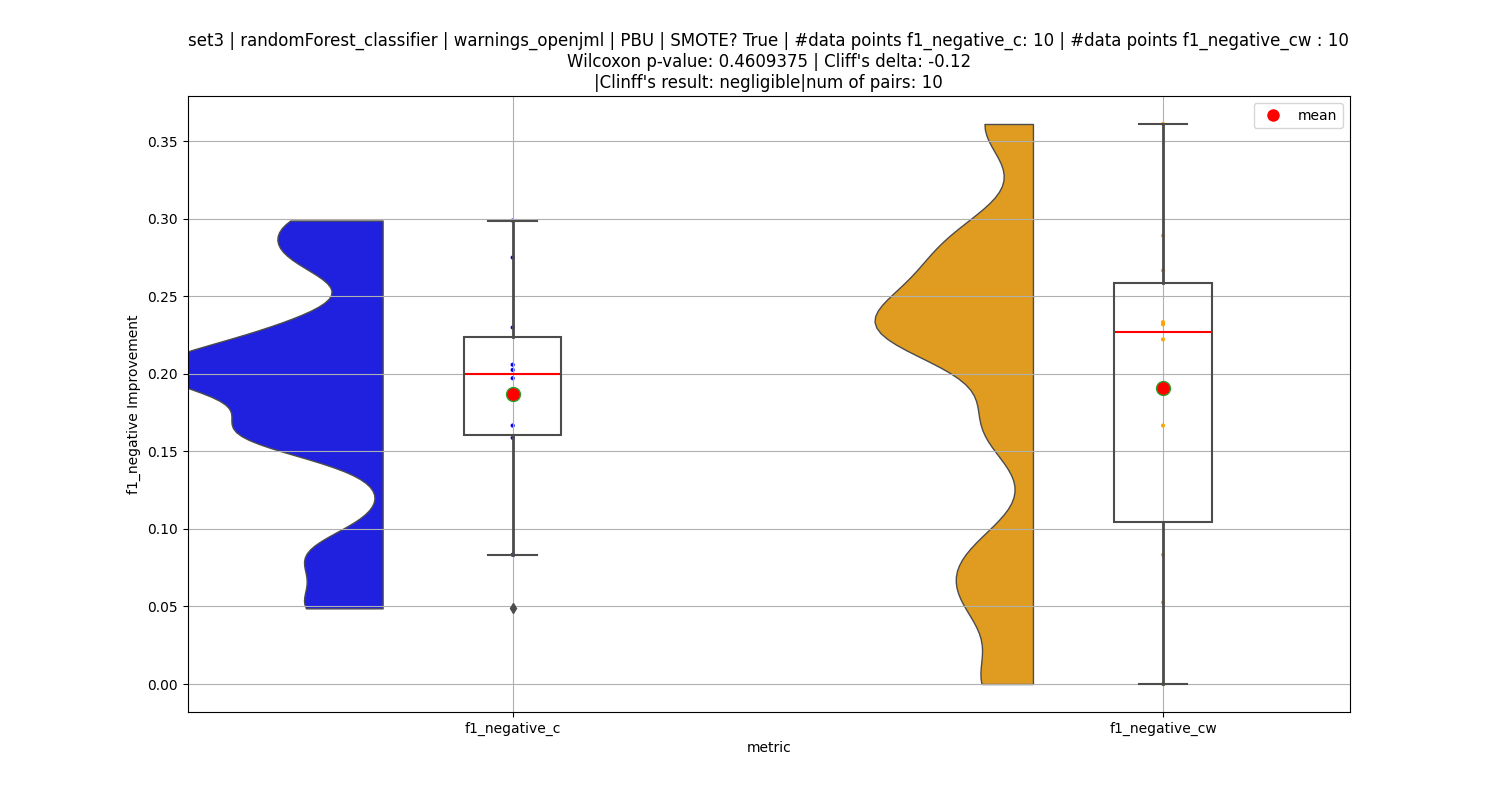 set3 | randomForest_classifier | warnings_openjml | PBU | SMOTE? True | #data points f1_negative_c: 10 | #data points f1_negative_cw : 10
Wilcoxon p-value: 0.4609375 | Cliff's delta: -0.12
|Clinff's result: negligible|num of pairs: 10
mean
0.35
0.30
0.25
0.20
0.15
0.10
0.05
0.00
f1_negative Improvement
f1_negative_c
f1_negative_cw
metric